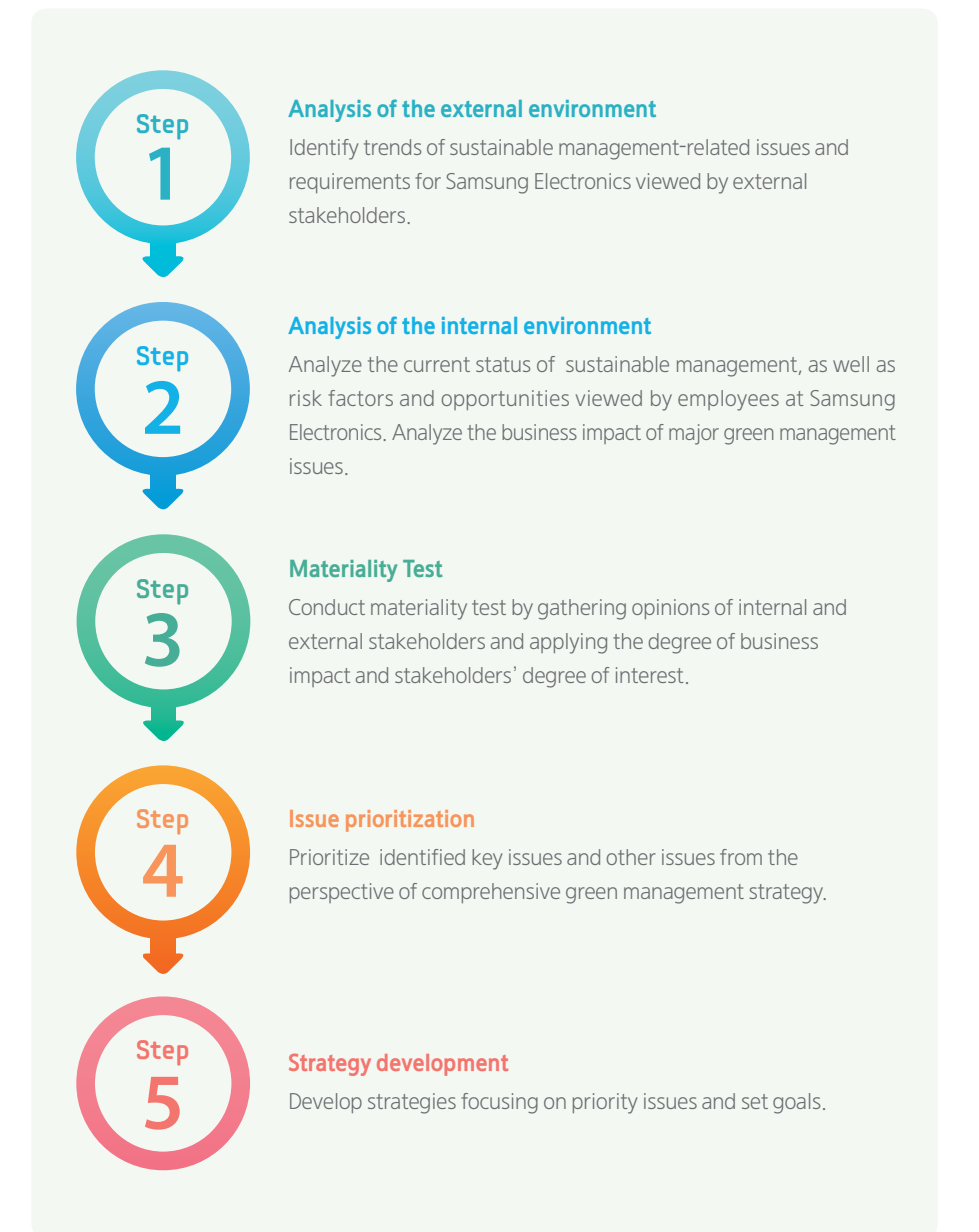 Step
1
Analysis of the external environment
Identify trends of sustainable management-related issues and
requirements for Samsung Electronics viewed by external
stakeholders.
Step
2
Analysis of the internal environment
Analyze the current status of sustainable management, as well as
risk factors and opportunities viewed by employees at Samsung
Electronics. Analyze the business impact of major green management
issues.
Step
3
Materiality Test
Conduct materiality test by gathering opinions of internal and
external stakeholders and applying the degree of business
impact and stakeholders’ degree of interest.
Step
4
Issue prioritization
Prioritize identified key issues and other issues from the
perspective of comprehensive green management strategy.
Step
5
Strategy development
Develop strategies focusing on priority issues and set goals.